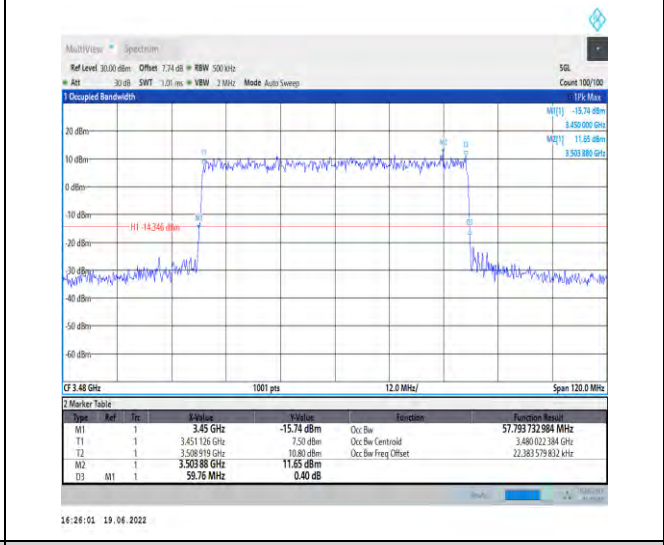 MultiView Spectrum
Ref Level 30.00 dBm Offset 7.74 dB RBW 500 kHz SGL
Att 30 dB SWT 1.01 ms VBW 2 MHz Mode Auto Sweep Count 100/100
1 Occupied Bandwidth 1Pk Max
M1[1] -15.74 dBm
3.450 000 GHz
M2[1] 11.65 dBm
3.503 880 GHz
20 dBm
M2
T1 T2
10 dBm
0 dBm
-10 dBm
M1 D3
H1 -14.346 dBm
-20 dBm
-30 dBm
-40 dBm
-50 dBm
-60 dBm
CF 3.48 GHz 1001 pts 12.0 MHz/ Span 120.0 MHz
2 Marker Table
Type Ref Trc X-Value Y-Value Function Function Result
M1 1 3.45 GHz -15.74 dBm Occ Bw 57.793 732 984 MHz
T1 1 3.451 126 GHz 7.50 dBm Occ Bw Centroid 3.480 022 384 GHz
T2 1 3.508 919 GHz 10.80 dBm Occ Bw Freq Offset 22.383 579 832 kHz
M2 1 3.503 88 GHz 11.65 dBm
D3 M1 1 59.76 MHz 0.40 dB
16:26:01 19.06.2022